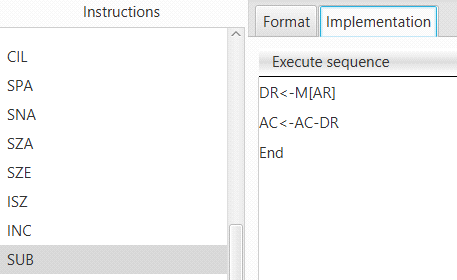 Instructions
CIL
SPA
SNA
SZA
SZE
ISZ
INC
SUB
Format
Implementation
Execute sequence
DR<-M[AR]
AC<-AC-DR
End